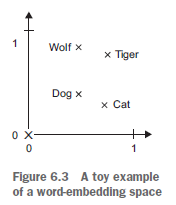 1
Wolf ×
× Tiger
Dog ×
× Cat
0 ×
0
1
Figure 6.3 A toy example
of a word-embedding space